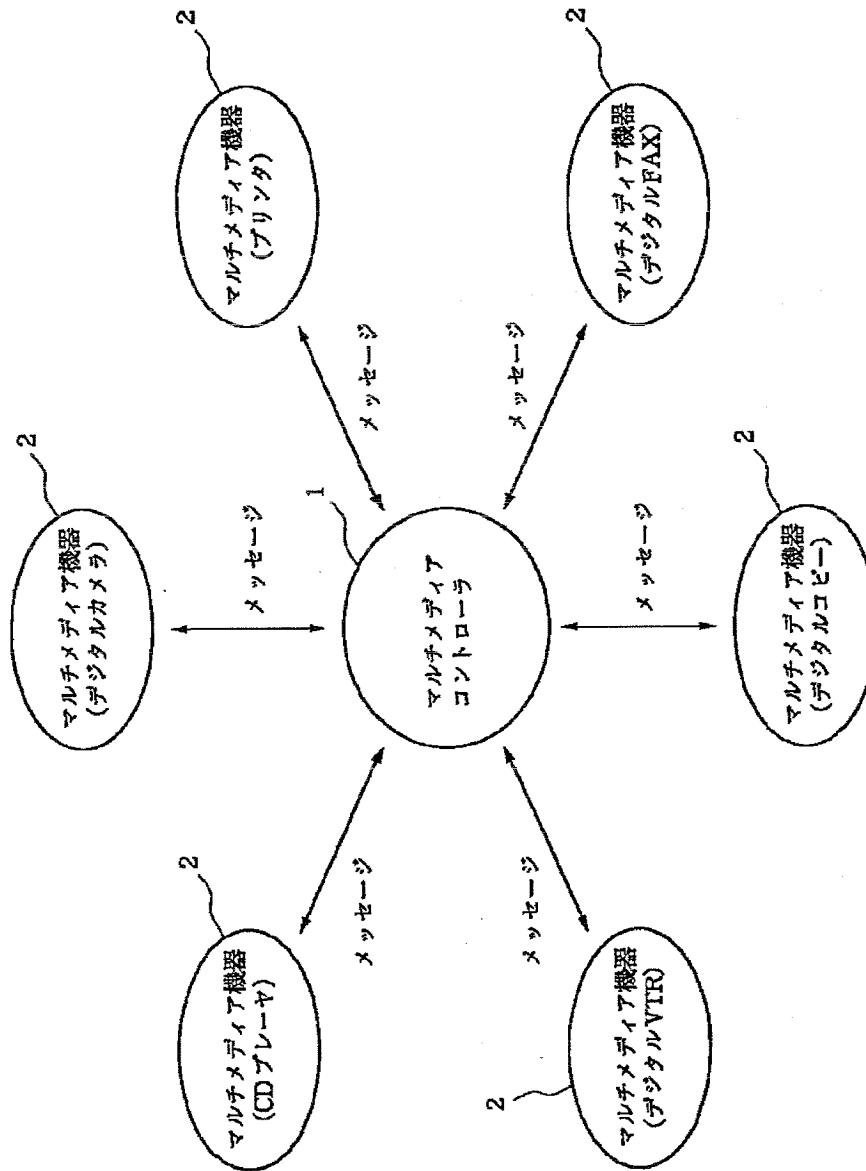 2
マルチメディア機器
(デジタルカメラ)
2
マルチメディア機器
(CDプレーヤ)
2
マルチメディア機器
(プリンタ)
メッセージ
メッセージ
メッセージ
1
マルチメディア
コントローラ
メッセージ
メッセージ
2
マルチメディア機器
(デジタルVTR)
2
マルチメディア機器
(デジタルFAX)
メッセージ
2
マルチメディア機器
(デジタルコピー)